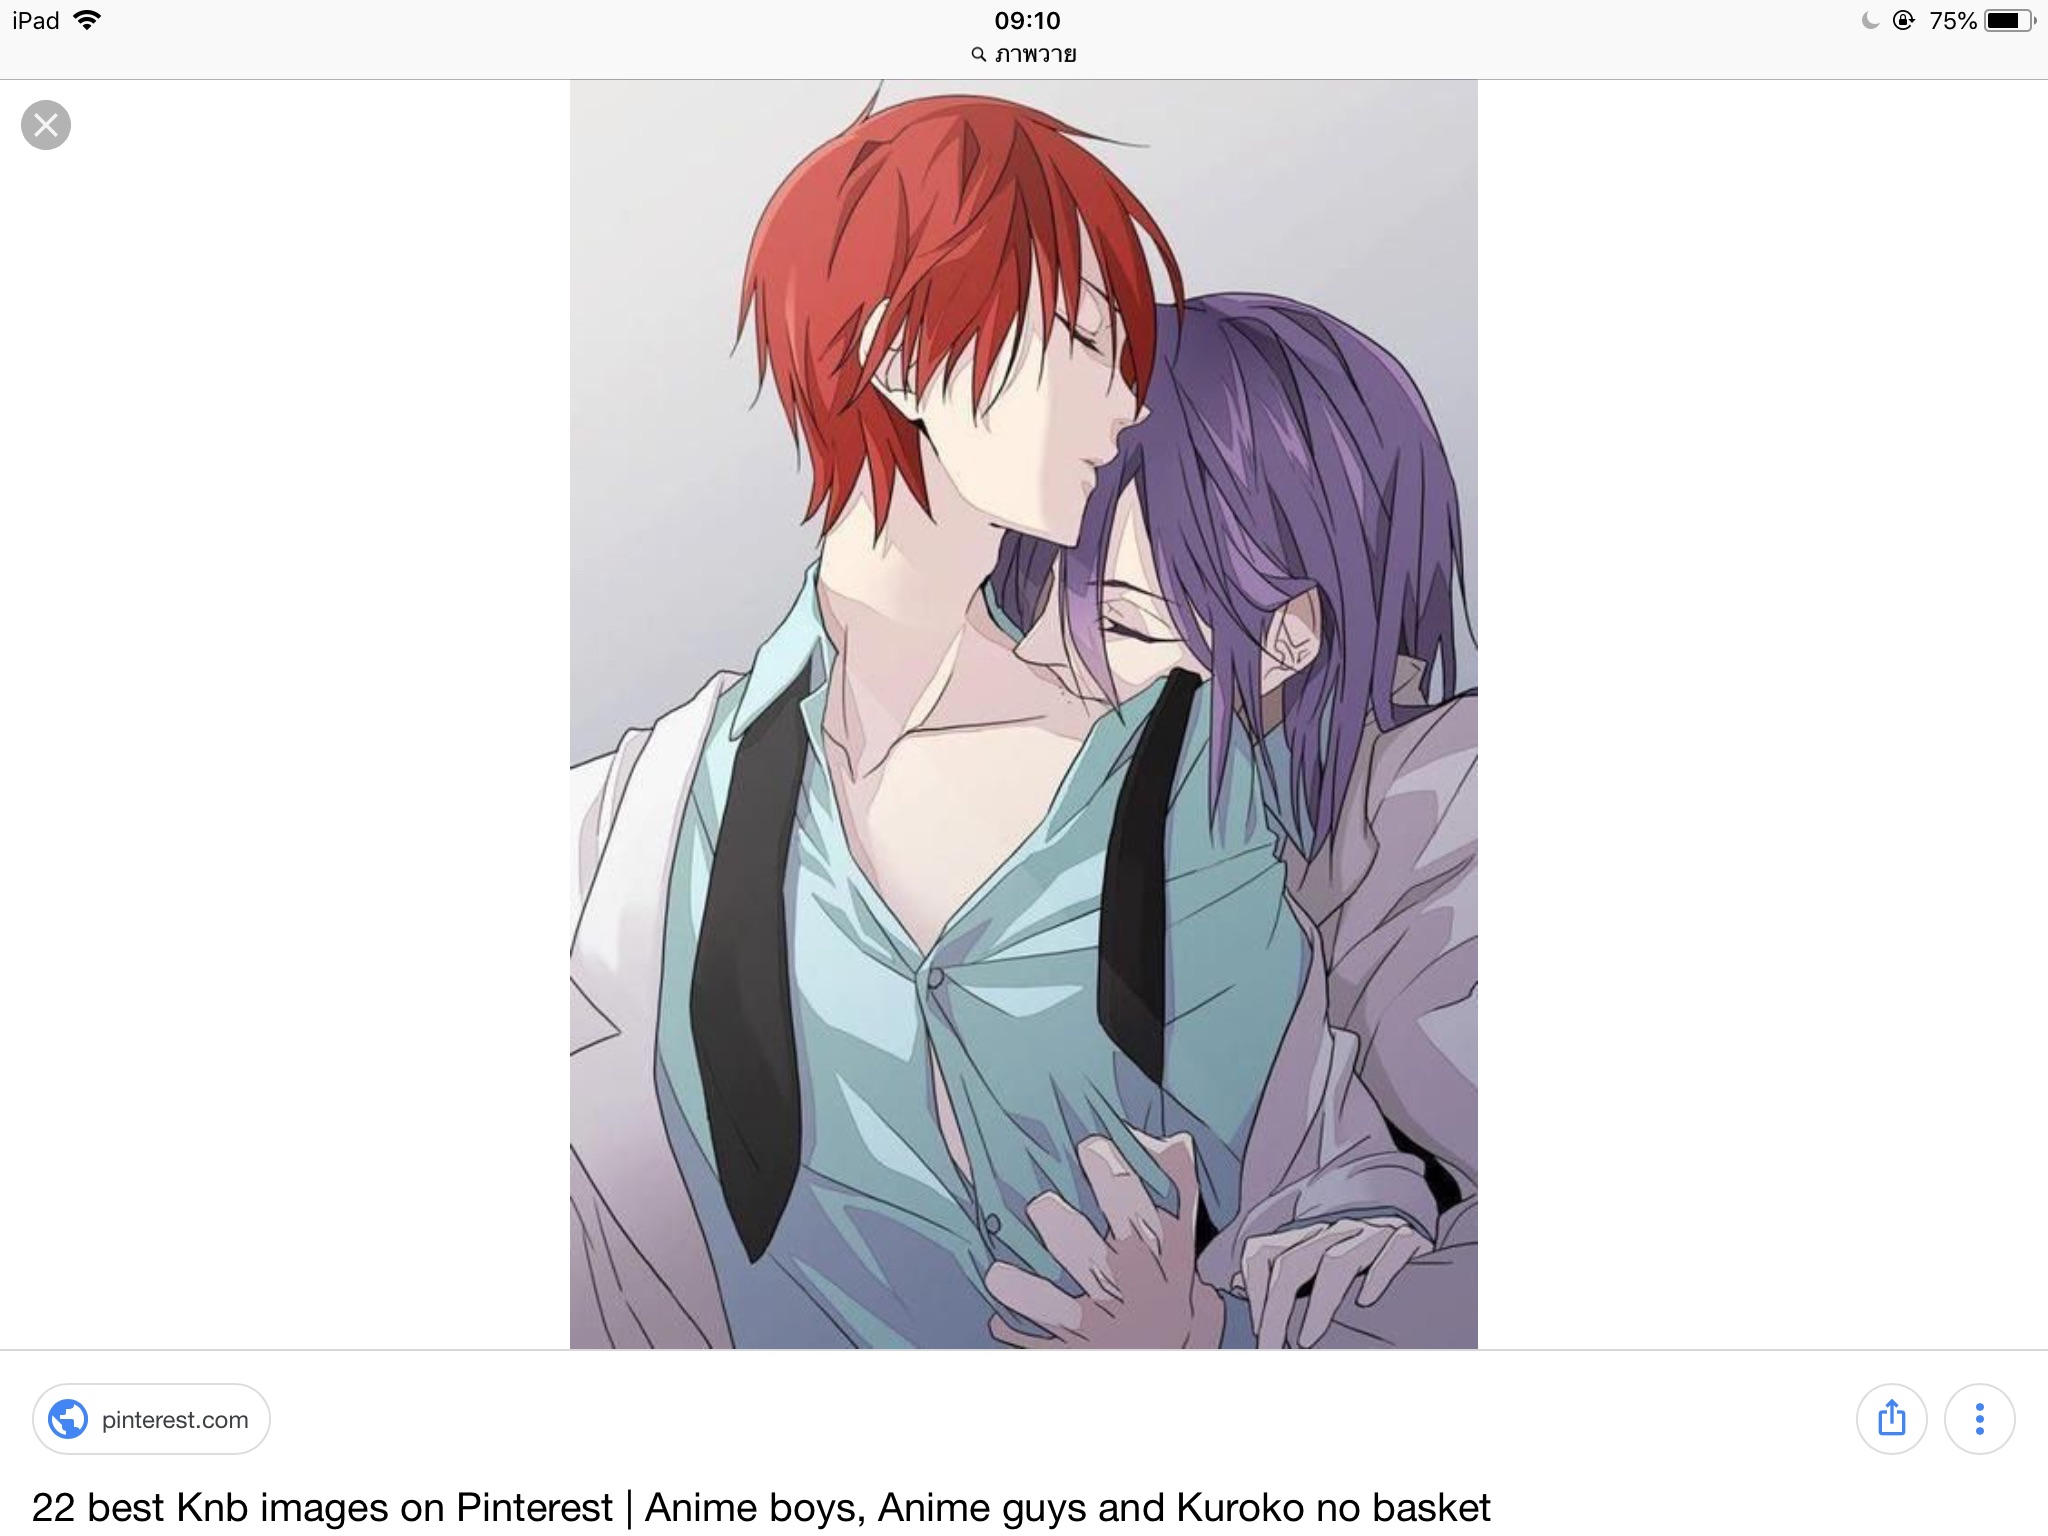 iPad 09:10 75%
ภาพวาย
pinterest.com
22 best Knb images on Pinterest | Anime boys, Anime guys and Kuroko no basket